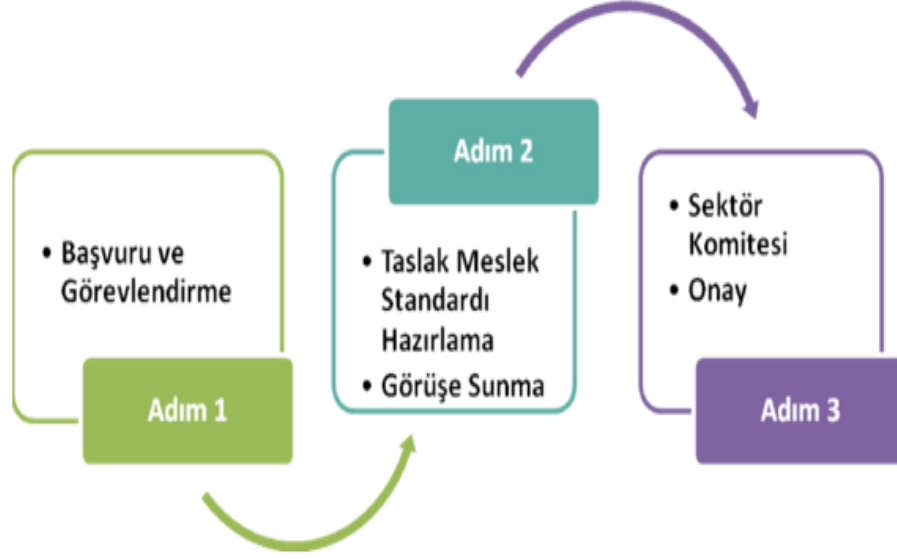 • Başvuru ve
Görevlendirme
Adım 1
Adım 2
• Taslak Meslek
Standardı
Hazırlama
• Görüşe Sunma
• Sektör
Komitesi
• Onay
Adım 3